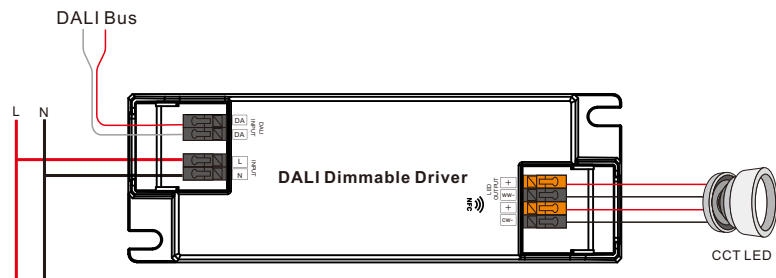 DALI Bus
L
N
DA
DA
DALI
INPUT
L
N
INPUT
DALI Dimmable Driver
NFC
LED
OUTPUT
+
WW-
+
CW-
CCT LED